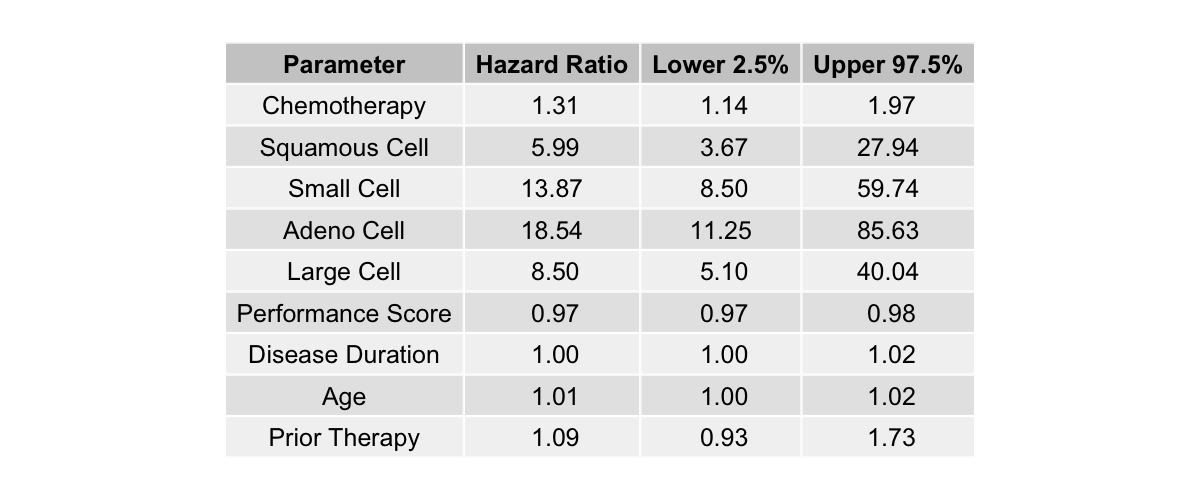 Parameter Hazard Ratio Lower 2.5% Upper 97.5%
Chemotherapy 1.31 1.14 1.97
Squamous Cell 5.99 3.67 27.94
Small Cell 13.87 8.50 59.74
Adeno Cell 18.54 11.25 85.63
Large Cell 8.50 5.10 40.04
Performance Score 0.97 0.97 0.98
Disease Duration 1.00 1.00 1.02
Age 1.01 1.00 1.02
Prior Therapy 1.09 0.93 1.73